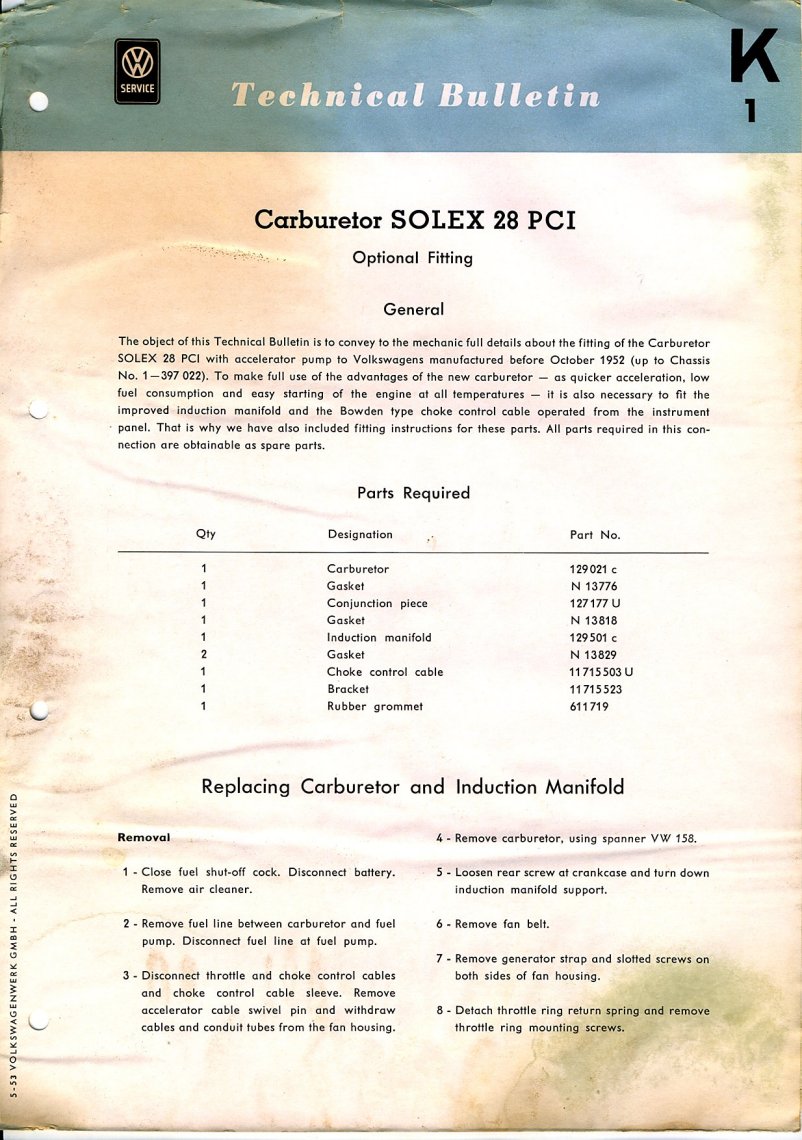 VW
SERVICE
Technical Bulletin
K
1
Carburetor SOLEX 28 PCI
Optional Fitting
General
The object of this Technical Bulletin is to convey to the mechanic full details about the fitting of the Carburetor
SOLEX 28 PCI with accelerator pump to Volkswagens manufactured before October 1952 (up to Chassis
No. 1—397 022). To make full use of the advantages of the new carburetor — as quicker acceleration, low
fuel consumption and easy starting of the engine at all temperatures — it is also necessary to fit the
improved induction manifold and the Bowden type choke control cable operated from the instrument
panel. That is why we have also included fitting instructions for these parts. All parts required in this con-
nection are obtainable as spare parts.
Parts Required
Qty Designation Part No.
1 Carburetor 129021 c
1 Gasket N 13776
1 Conjunction piece 127177 U
1 Gasket N 13818
1 Induction manifold 129501 c
2 Gasket N 13829
1 Choke control cable 11715503 U
1 Bracket 11715523
1 Rubber grommet 611719
Replacing Carburetor and Induction Manifold
Removal
1 - Close fuel shut-off cock. Disconnect battery.
Remove air cleaner.
2 - Remove fuel line between carburetor and fuel
pump. Disconnect fuel line at fuel pump.
3 - Disconnect throttle and choke control cables
and choke control cable sleeve. Remove
accelerator cable swivel pin and withdraw
cables and conduit tubes from the fan housing.
4 - Remove carburetor, using spanner VW 158.
5 - Loosen rear screw at crankcase and turn down
induction manifold support.
6 - Remove fan belt.
7 - Remove generator strap and slotted screws on
both sides of fan housing.
8 - Detach throttle ring return spring and remove
throttle ring mounting screws.
5-53 VOLKSWAGENWERK GMBH - ALL RIGHTS RESERVED